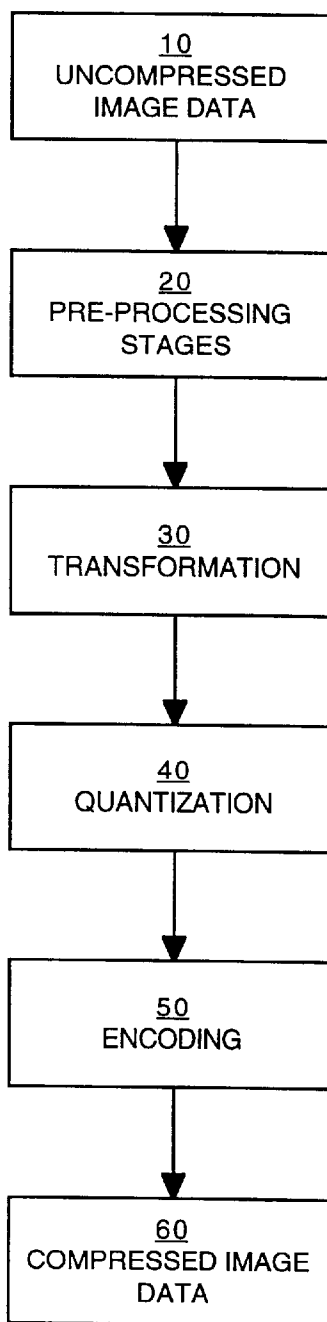 10
UNCOMPRESSED
IMAGE DATA
20
PRE-PROCESSING
STAGES
30
TRANSFORMATION
40
QUANTIZATION
50
ENCODING
60
COMPRESSED IMAGE
DATA